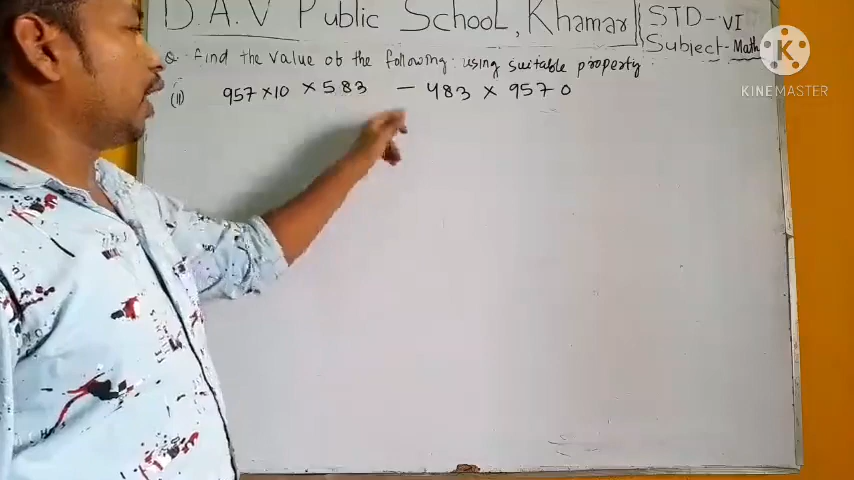 D.A.V Public School, Khamar
STD-VI
Subject-Math
Q. Find the value of the following using suitable property
(ii) 957×10 × 583 - 483 × 9570
K
KINEMASTER